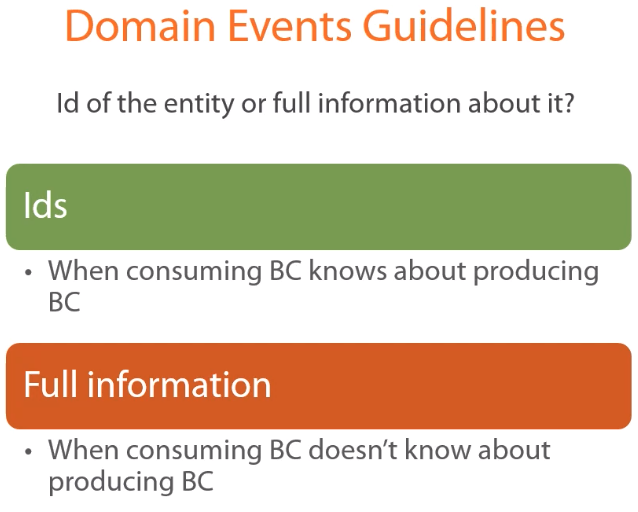 Domain Events Guidelines
Id of the entity or full information about it?
Ids
• When consuming BC knows about producing
BC
Full information
• When consuming BC doesn’t know about
producing BC